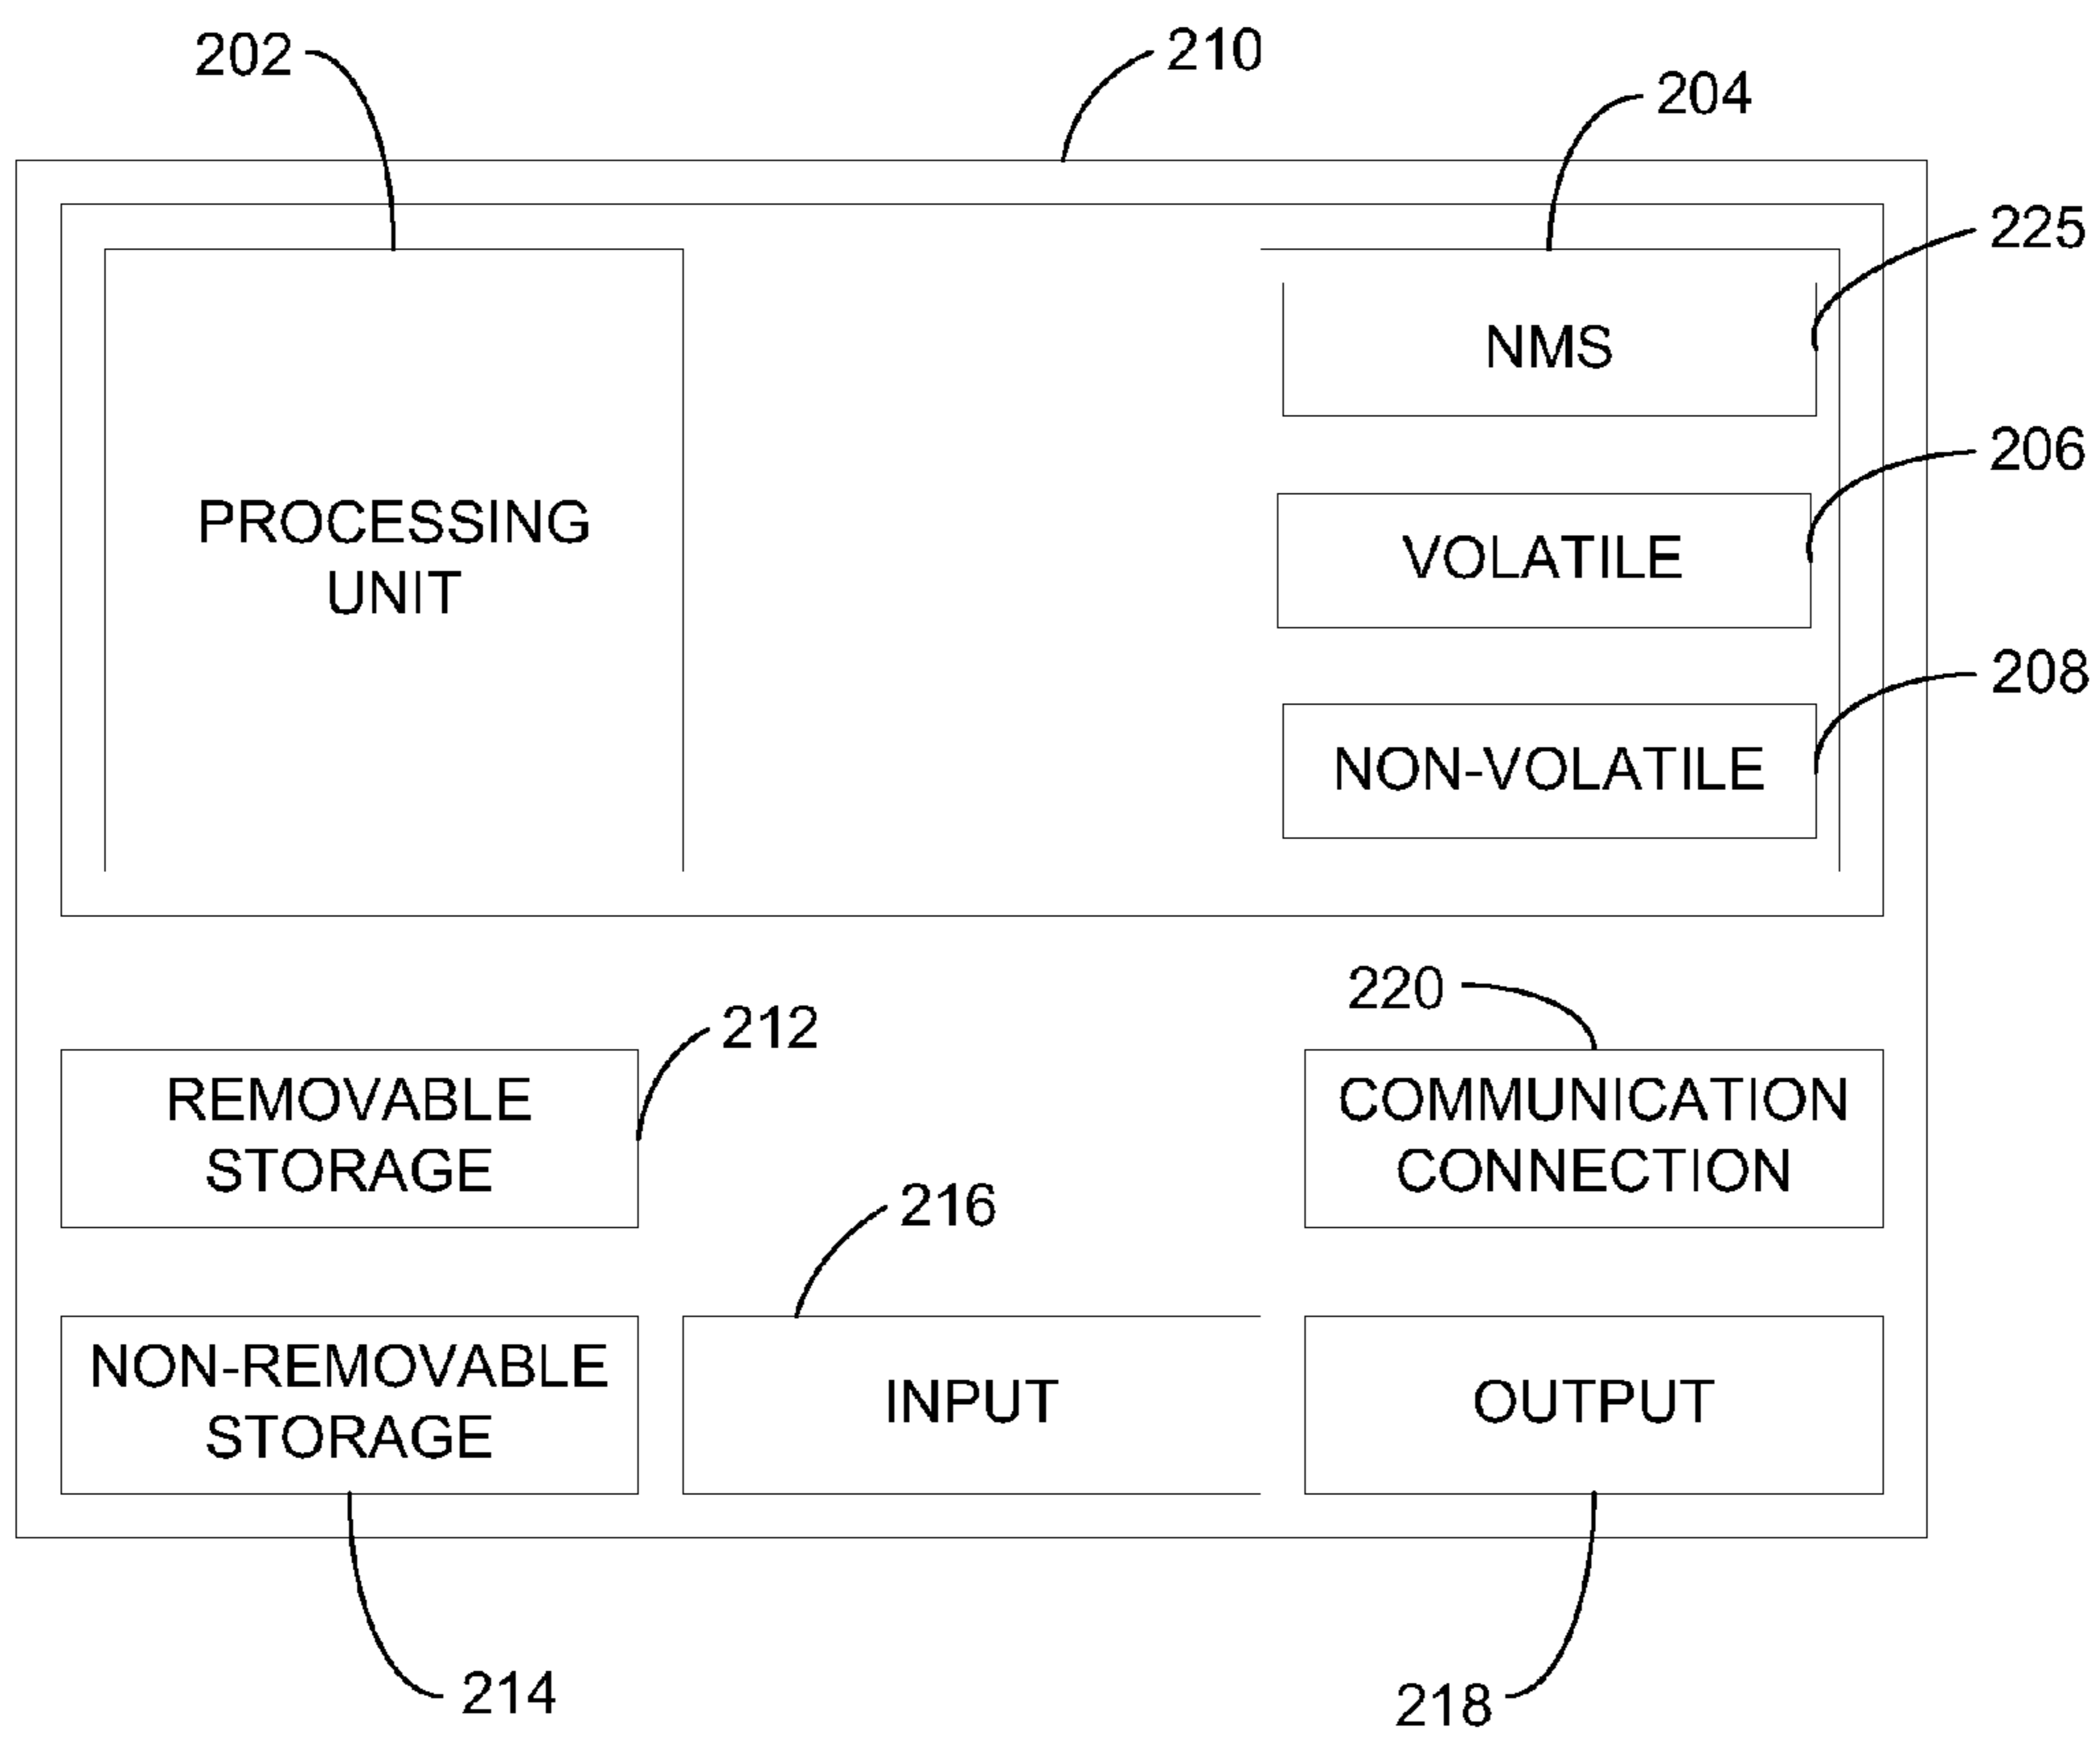 202
210
204
225
NMS
206
PROCESSING
UNIT
VOLATILE
208
NON-VOLATILE
220
212
REMOVABLE
STORAGE
COMMUNICATION
CONNECTION
216
NON-REMOVABLE
STORAGE
INPUT
OUTPUT
214
218